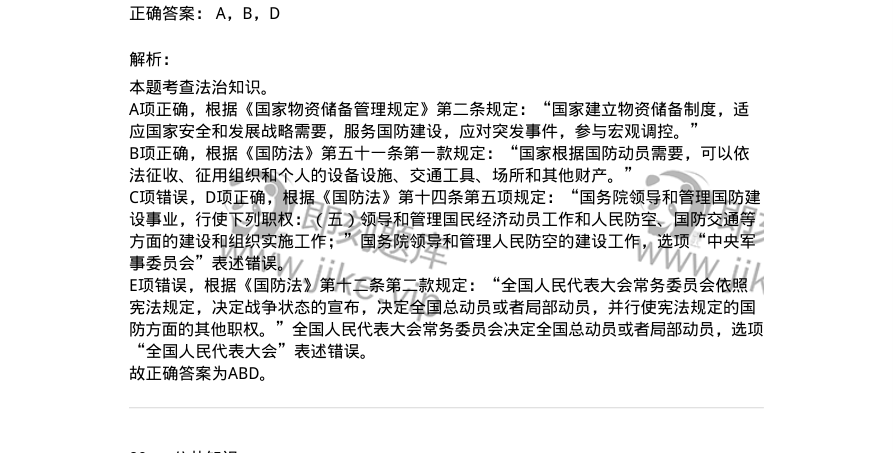 正确答案： A，B，D
解析：
本题考查法治知识。
A项正确，根据《国家物资储备管理规定》第二条规定：“国家建立物资储备制度，适
应国家安全和发展战略需要，服务国防建设，应对突发事件，参与宏观调控。”
B项正确，根据《国防法》第五十一条第一款规定：“国家根据国防动员需要，可以依
法征收、征用组织和个人的设备设施、交通工具、场所和其他财产。”
C项错误，D项正确，根据《国防法》第十四条第五项规定：“国务院领导和管理国防建
设事业，行使下列职权：（五）领导和管理国民经济动员工作和人民防空、国防交通等
方面的建设和组织实施工作；”国务院领导和管理人民防空的建设工作，选项“中央军
事委员会”表述错误。
E项错误，根据《国防法》第十二条第二款规定：“全国人民代表大会常务委员会依照
宪法规定，决定战争状态的宣布，决定全国总动员或者局部动员，并行使宪法规定的国
防方面的其他职权。”全国人民代表大会常务委员会决定全国总动员或者局部动员，选项
“全国人民代表大会”表述错误。
故正确答案为ABD。
即刻题库
www.jike.vip
即刻题
www.jike